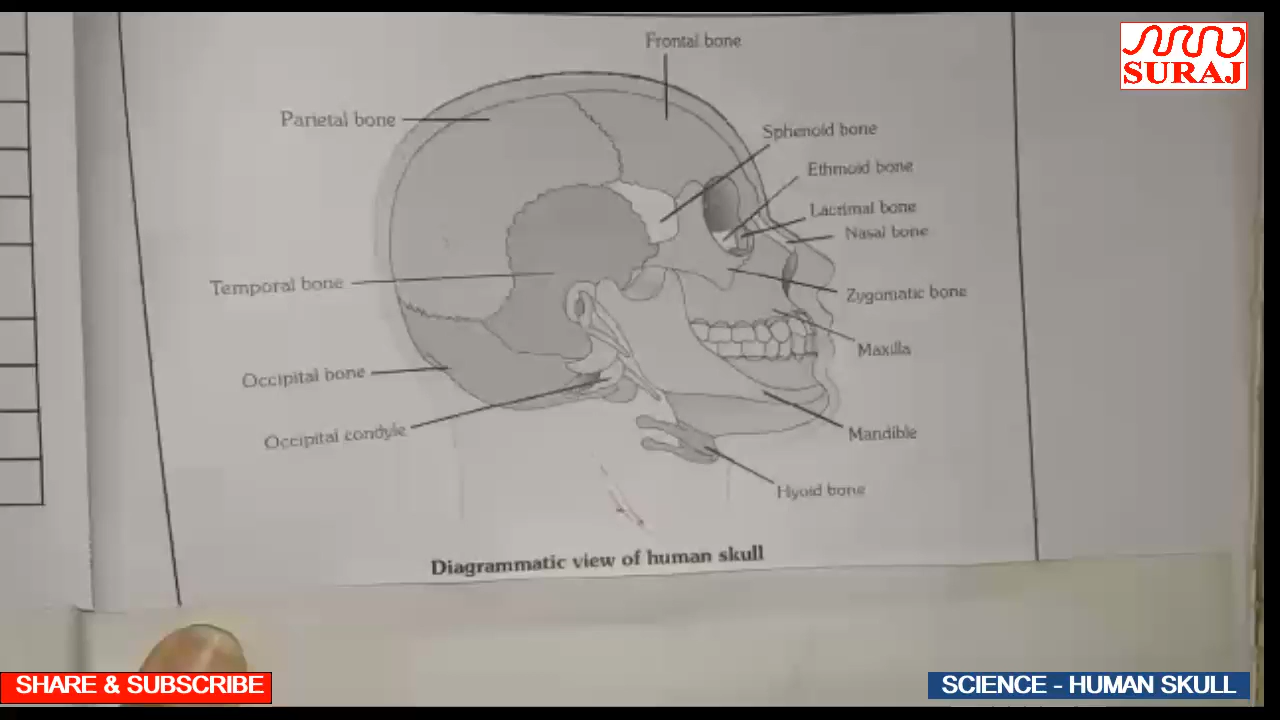 SURAJ
Frontal bone
Parietal bone
Sphenoid bone
Ethmoid bone
Lacrimal bone
Nasal bone
Temporal bone
Zygomatic bone
Maxilla
Occipital bone
Occipital condyle
Mandible
Hyoid bone
Diagrammatic view of human skull
SHARE & SUBSCRIBE
SCIENCE - HUMAN SKULL